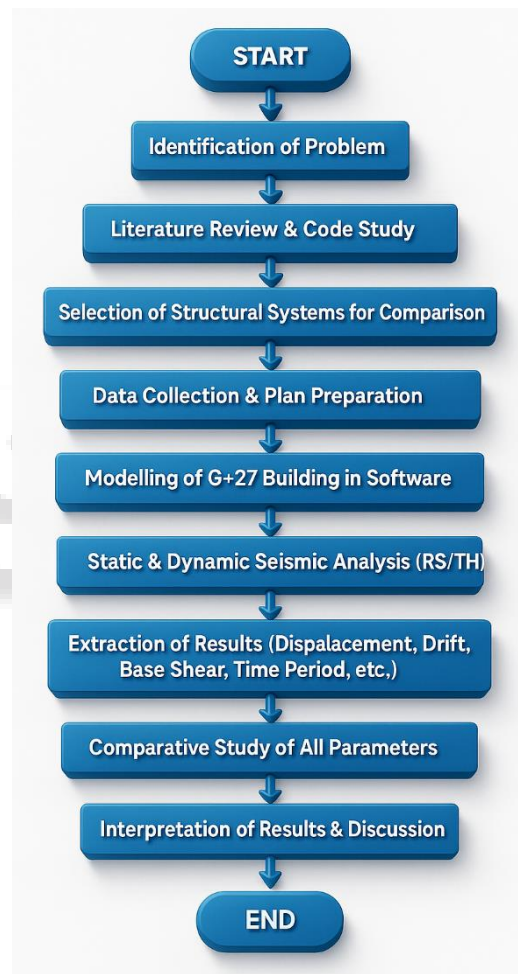 START
Identification of Problem
Literature Review & Code Study
Selection of Structural Systems for Comparison
Data Collection & Plan Preparation
Modelling of G+27 Building in Software
Static & Dynamic Seismic Analysis (RS/TH)
Extraction of Results (Dispalacement, Drift,
Base Shear, Time Period, etc,)
Comparative Study of All Parameters
Interpretation of Results & Discussion
END